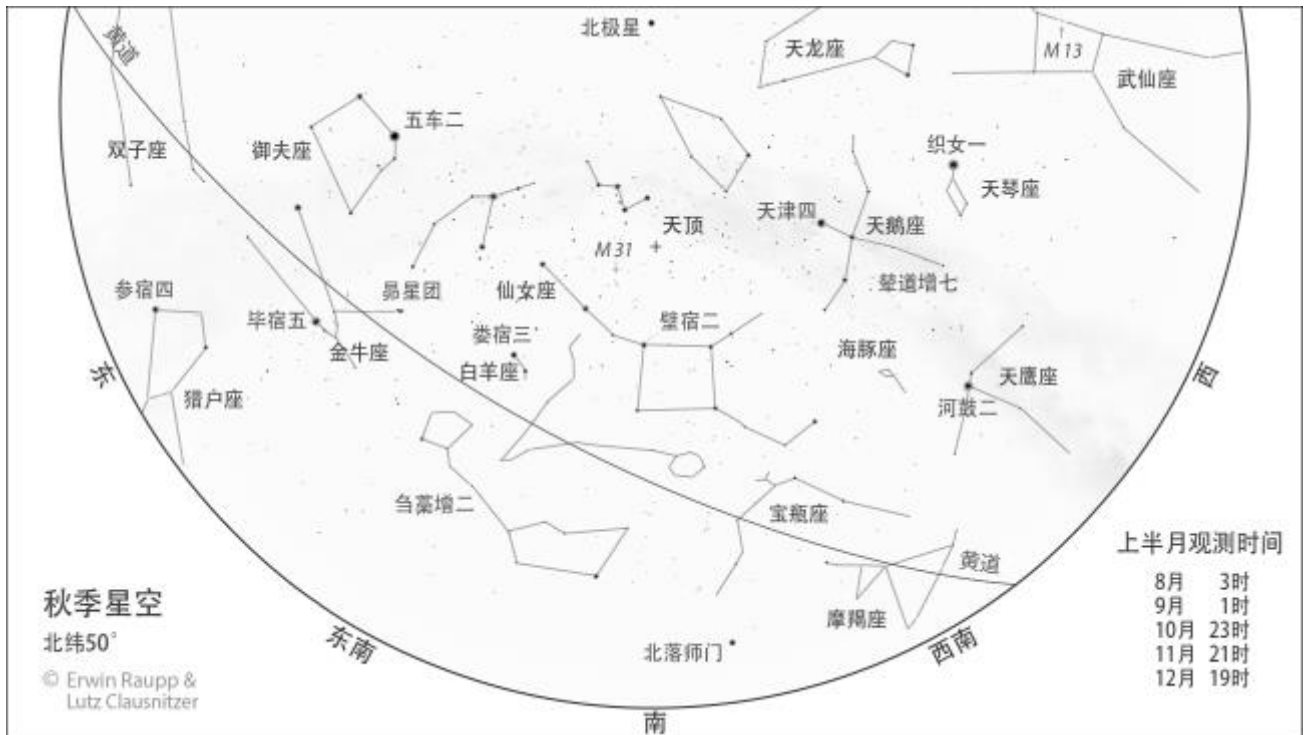 黄道
北极星
天龙座
M 13
武仙座
双子座
御夫座
五车二
织女一
天琴座
天顶
天津四
天鹅座
M 31
辇道增七
参宿四
昴星团
仙女座
毕宿五
娄宿三
壁宿二
金牛座
白羊座
海豚座
天鹰座
东
西
猎户座
河鼓二
刍藁增二
宝瓶座
黄道
摩羯座
北落师门
东南
西南
南
秋季星空
北纬50°
© Erwin Raupp &
Lutz Clausnitzer
上半月观测时间
8月 3时
9月 1时
10月 23时
11月 21时
12月 19时